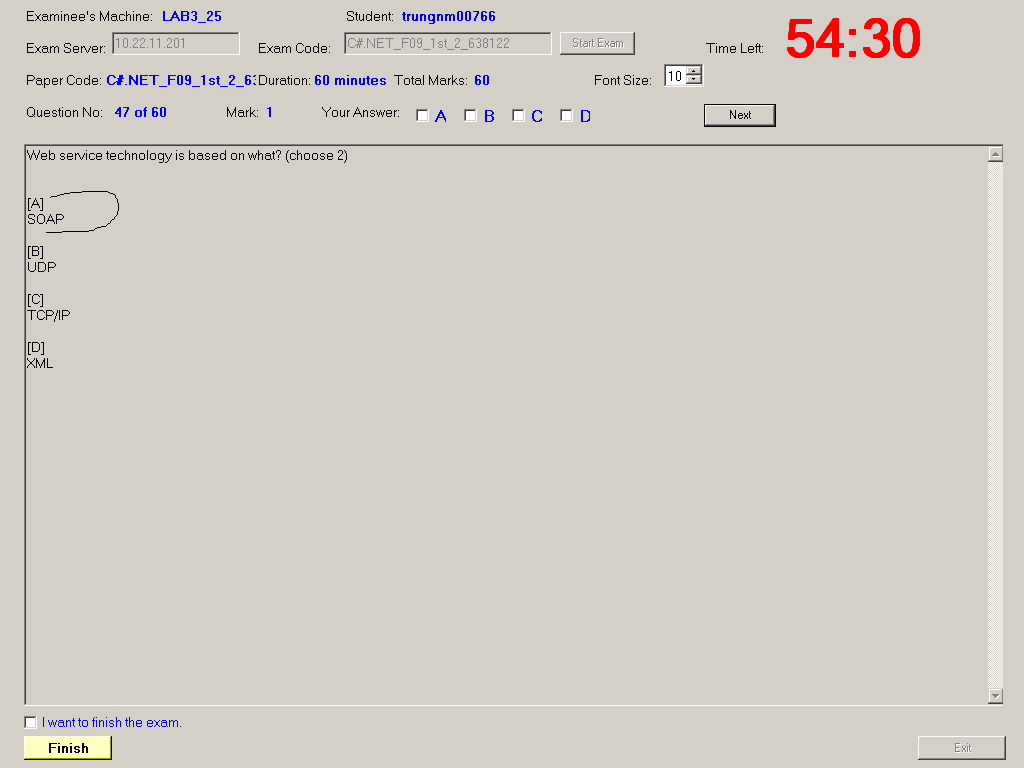 Examinee's Machine: LAB3_25 Student: trungnm00766
Exam Server: 10.22.11.201 Exam Code: C#.NET_F09_1st_2_638122 Start Exam Time Left: 54:30
Paper Code: C#.NET_F09_1st_2_6 Duration: 60 minutes Total Marks: 60 Font Size: 10
Question No: 47 of 60 Mark: 1 Your Answer: A B C D Next
Web service technology is based on what? (choose 2)
[A]
SOAP
[B]
UDP
[C]
TCP/IP
[D]
XML
I want to finish the exam.
Finish Exit